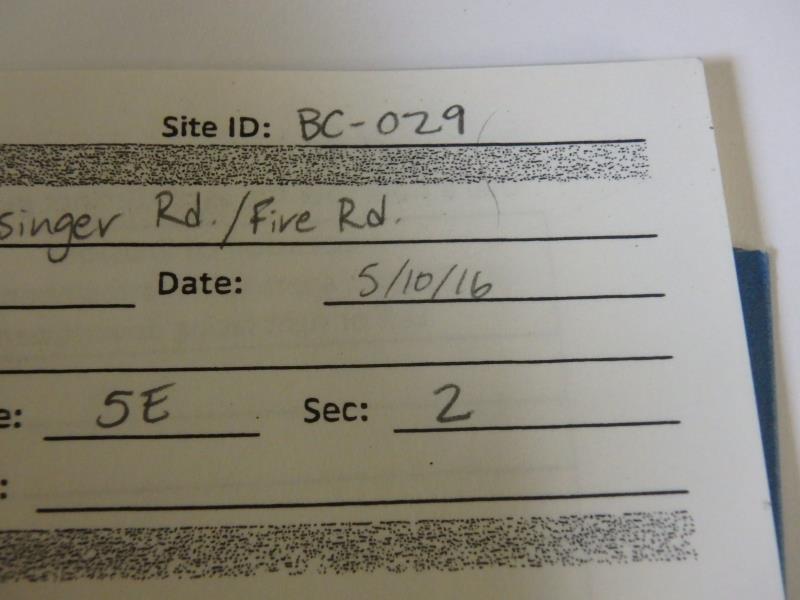 Site ID: BC-029
singer Rd./Fire Rd.
Date: 5/10/16
e: 5E Sec: 2
: